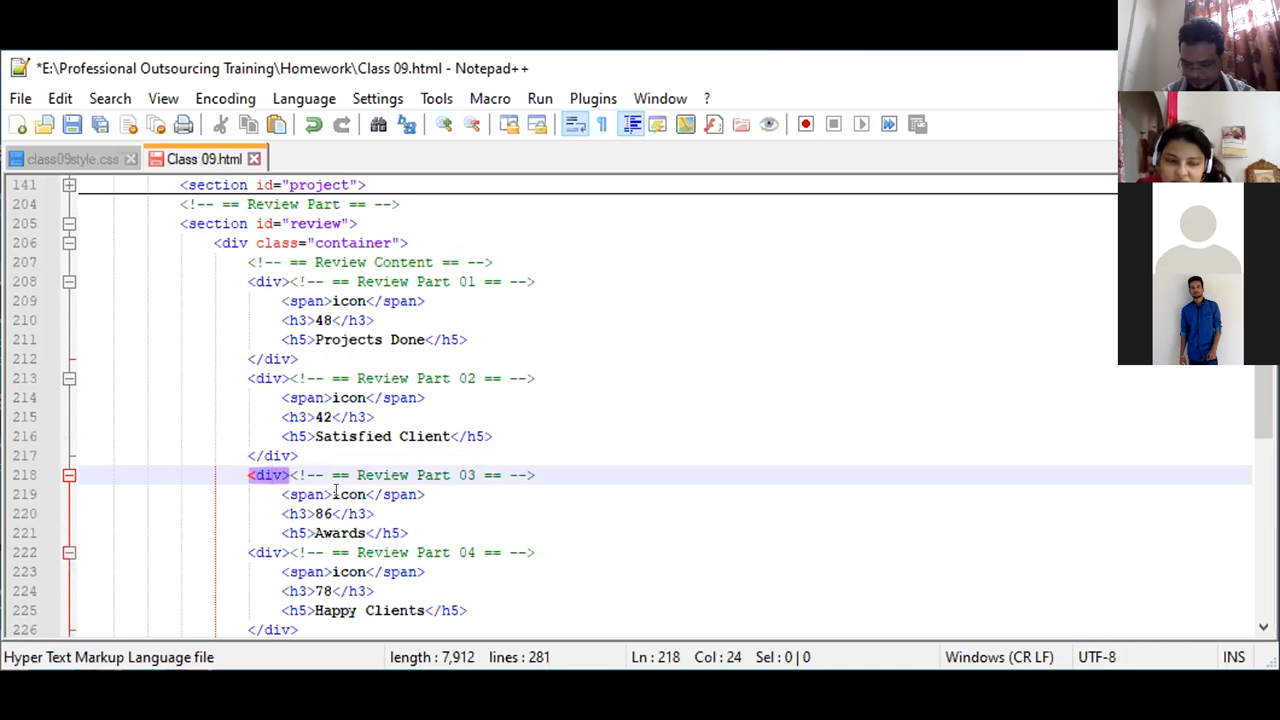 *E:\Professional Outsourcing Training\Homework\Class 09.html - Notepad++
File Edit Search View Encoding Language Settings Tools Macro Run Plugins Window ?
class09style.css Class 09.html
141 <section id="project">
204 <!-- == Review Part == -->
205 <section id="review">
206 <div class="container">
207 <!-- == Review Content == -->
208 <div><!-- == Review Part 01 == -->
209 <span>icon</span>
210 <h3>48</h3>
211 <h5>Projects Done</h5>
212 </div>
213 <div><!-- == Review Part 02 == -->
214 <span>icon</span>
215 <h3>42</h3>
216 <h5>Satisfied Client</h5>
217 </div>
218 <div><!-- == Review Part 03 == -->
219 <span>icon</span>
220 <h3>86</h3>
221 <h5>Awards</h5>
222 <div><!-- == Review Part 04 == -->
223 <span>icon</span>
224 <h3>78</h3>
225 <h5>Happy Clients</h5>
226 </div>
Hyper Text Markup Language file length : 7,912 lines : 281 Ln : 218 Col : 24 Sel : 0 | 0 Windows (CR LF) UTF-8 INS